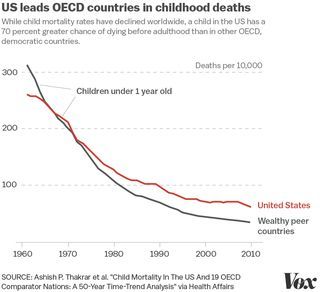 US leads OECD countries in childhood deaths
While child mortality rates have declined worldwide, a child in the US has a
70 percent greater chance of dying before adulthood than in other OECD,
democratic countries.
Deaths per 10,000
300
Children under 1 year old
200
100
United States
Wealthy peer
countries
1960 1970 1980 1990 2000 2010
SOURCE: Ashish P. Thakrar et al. "Child Mortality In The US And 19 OECD
Comparator Nations: A 50-Year Time-Trend Analysis" via Health Affairs
Vox